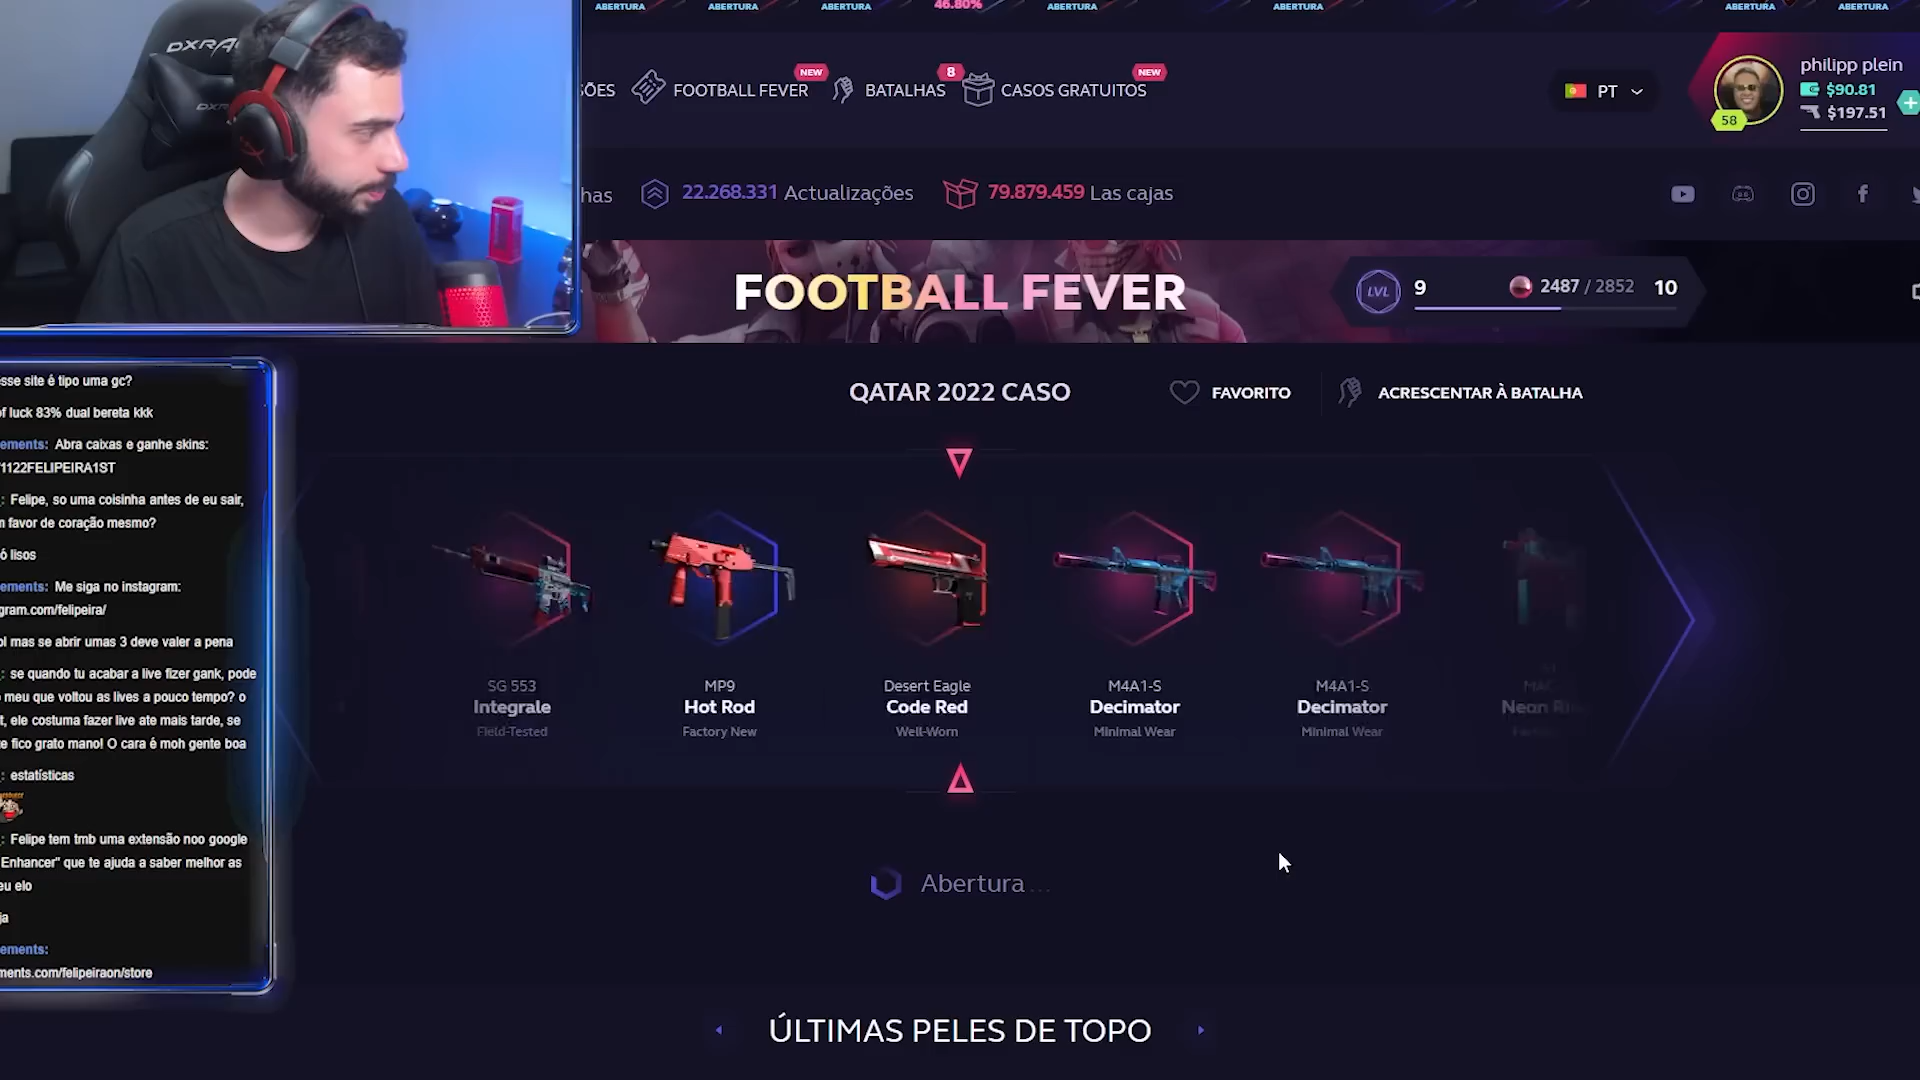 ABERTURA
ABERTURA
ABERTURA
46.80%
ABERTURA
ABERTURA
ABERTURA
ABERTURA
DXRA
FOOTBALL FEVER
NEW
BATALHAS
8
CASOS GRATUITOS
NEW
PT
philipp plein
$90.81
$197.51
58
22.268.331 Actualizações
79.879.459 Las cajas
FOOTBALL FEVER
LVL
9
2487 / 2852
10
QATAR 2022 CASO
FAVORITO
ACRESCENTAR À BATALHA
sse site é tipo uma gc?
of luck 83% dual bereta kkk
ements: Abra caixas e ganhe skins:
1122FELIPEIRA1ST
: Felipe, so uma coisinha antes de eu sair,
favor de coração mesmo?
ó lisos
ements: Me siga no instagram:
gram.com/felipeira/
ol mas se abrir umas 3 deve valer a pena
: se quando tu acabar a live fizer gank, pode
meu que voltou as lives a pouco tempo? o
t, ele costuma fazer live ate mais tarde, se
e fico grato mano! O cara é moh gente boa
: estatísticas
: Felipe tem tmb uma extensão noo google
Enhancer" que te ajuda a saber melhor as
eu elo
ja
ements:
ments.com/felipeiraon/store
SG 553
Integrale
Field-Tested
MP9
Hot Rod
Factory New
Desert Eagle
Code Red
Well-Worn
M4A1-S
Decimator
Minimal Wear
M4A1-S
Decimator
Minimal Wear
Neon
Abertura...
ÚLTIMAS PELES DE TOPO